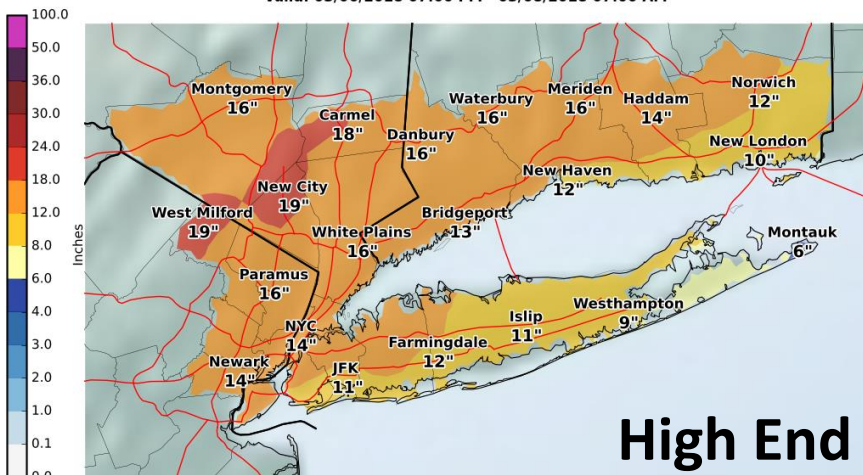 100.0
50.0
36.0
30.0
24.0
18.0
12.0
8.0
6.0
4.0
3.0
2.0
1.0
0.1
0.0
Inches
Montgomery
16"
Carmel
18"
Danbury
16"
Waterbury
16"
Meriden
16"
Haddam
14"
Norwich
12"
New London
10"
New Haven
12"
New City
19"
West Milford
19"
White Plains
16"
Bridgeport
13"
Montauk
6"
Paramus
16"
Westhampton
9"
Islip
11"
NYC
14"
Farmingdale
12"
Newark
14"
JFK
11"
High End